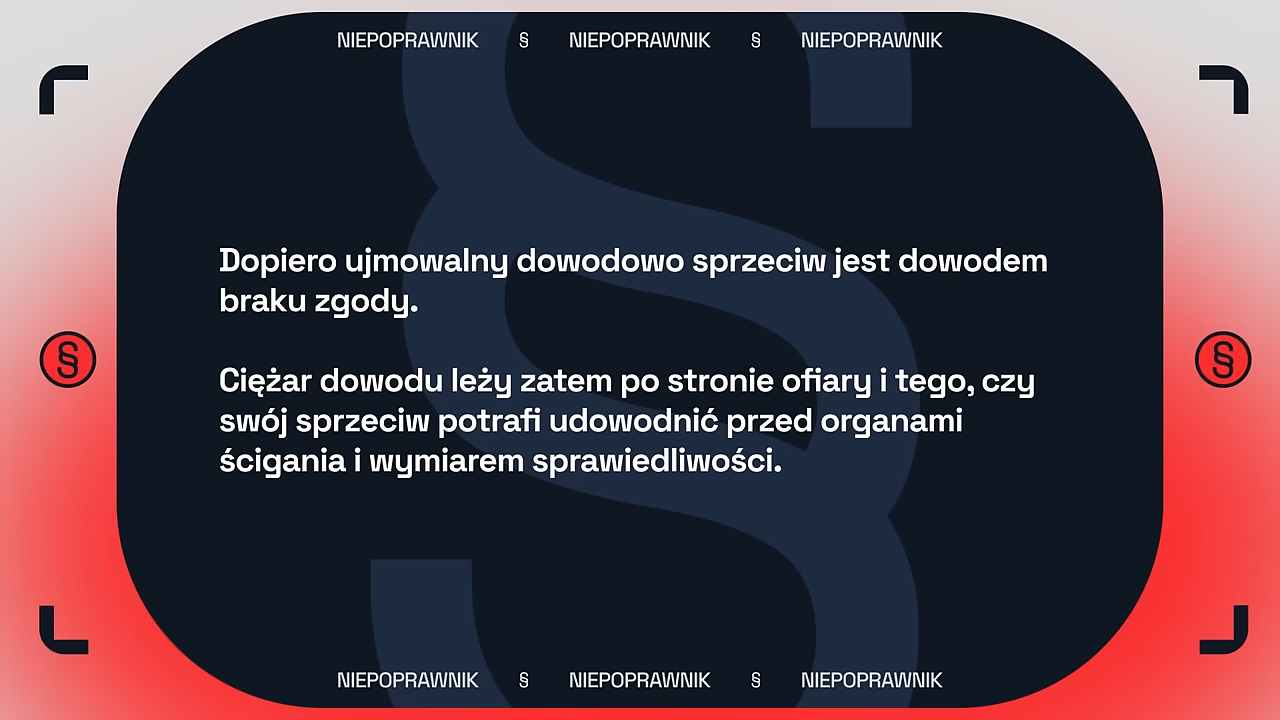 NIEPOPRAWNIK § NIEPOPRAWNIK § NIEPOPRAWNIK
Dopiero ujmowalny dowodowo sprzeciw jest dowodem
braku zgody.
Ciężar dowodu leży zatem po stronie ofiary i tego, czy
swój sprzeciw potrafi udowodnić przed organami
ścigania i wymiarem sprawiedliwości.
§
§
NIEPOPRAWNIK § NIEPOPRAWNIK § NIEPOPRAWNIK